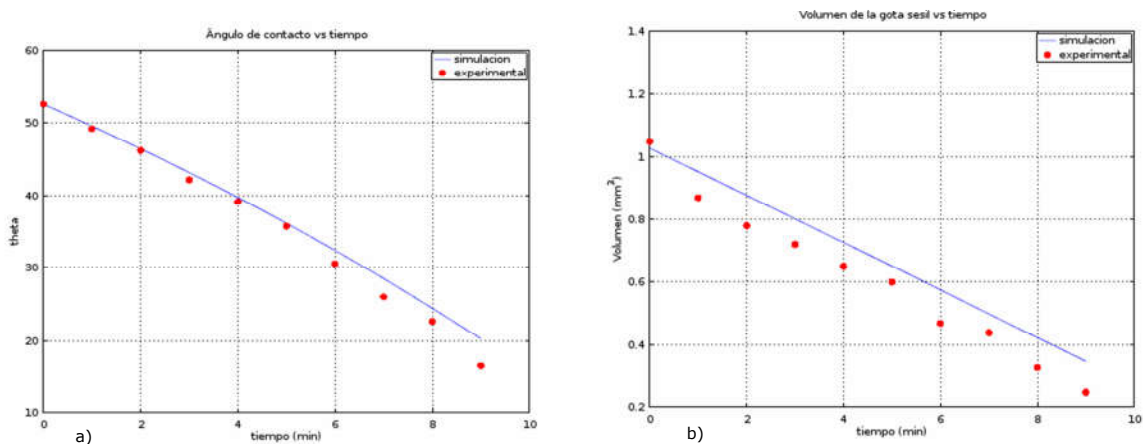 Ángulo de contacto vs tiempo
60
50
40
30
20
10
theta
simulacion
experimental
0
2
4
6
8
10
tiempo (min)
a)
Volumen de la gota sesil vs tiempo
1.4
1.2
1
0.8
0.6
0.4
0.2
Volumen (mm³)
simulacion
experimental
0
2
4
6
8
10
tiempo (min)
b)